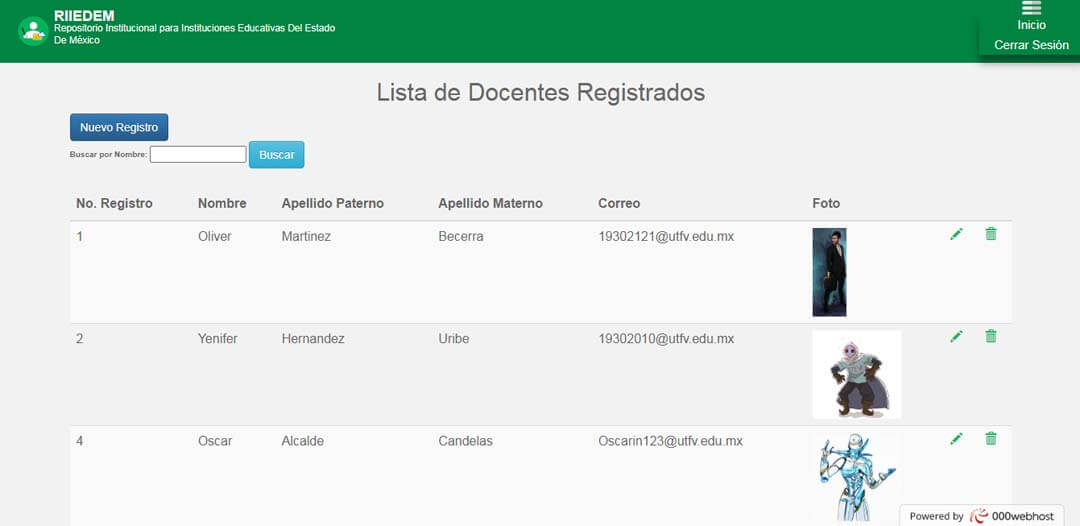 RIIEDEM
Repositorio Institucional para Instituciones Educativas Del Estado
De México
Inicio
Cerrar Sesión
Lista de Docentes Registrados
Nuevo Registro
Buscar por Nombre: Buscar
No. Registro Nombre Apellido Paterno Apellido Materno Correo Foto
1 Oliver Martinez Becerra 19302121@utfv.edu.mx
2 Yenifer Hernandez Uribe 19302010@utfv.edu.mx
4 Oscar Alcalde Candelas Oscarin123@utfv.edu.mx
Powered by 000webhost